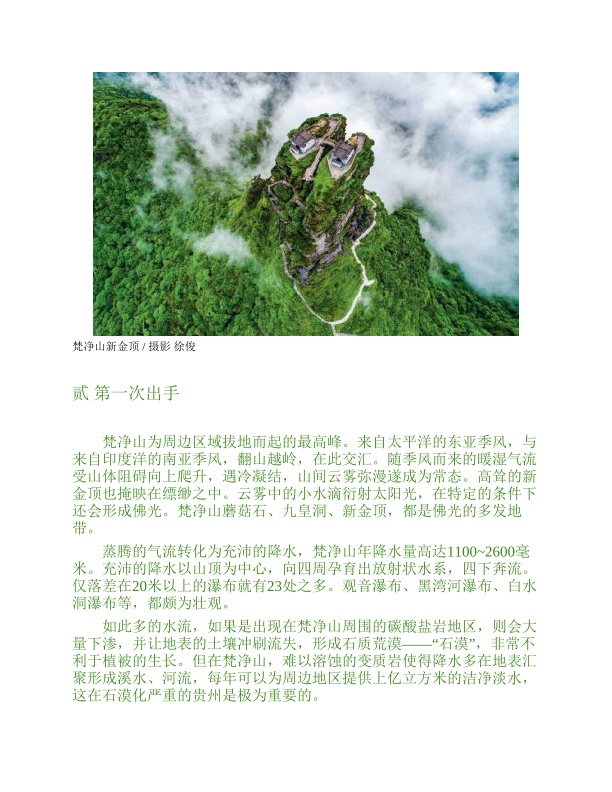 梵净山新金顶 / 摄影 徐俊
贰 第一次出手
梵净山为周边区域拔地而起的最高峰。来自太平洋的东亚季风，与
来自印度洋的南亚季风，翻山越岭，在此交汇。随季风而来的暖湿气流
受山体阻碍向上爬升，遇冷凝结，山间云雾弥漫遂成为常态。高耸的新
金顶也掩映在缥缈之中。云雾中的小水滴衍射太阳光，在特定的条件下
还会形成佛光。梵净山蘑菇石、九皇洞、新金顶，都是佛光的多发地
带。
蒸腾的气流转化为充沛的降水，梵净山年降水量高达1100~2600毫
米。充沛的降水以山顶为中心，向四周孕育出放射状水系，四下奔流。
仅落差在20米以上的瀑布就有23处之多。观音瀑布、黑湾河瀑布、白水
洞瀑布等，都颇为壮观。
如此多的水流，如果是出现在梵净山周围的碳酸盐岩地区，则会大
量下渗，并让地表的土壤冲刷流失，形成石质荒漠——“石漠”，非常不
利于植被的生长。但在梵净山，难以溶蚀的变质岩使得降水多在地表汇
聚形成溪水、河流，每年可以为周边地区提供上亿立方米的洁净淡水，
这在石漠化严重的贵州是极为重要的。